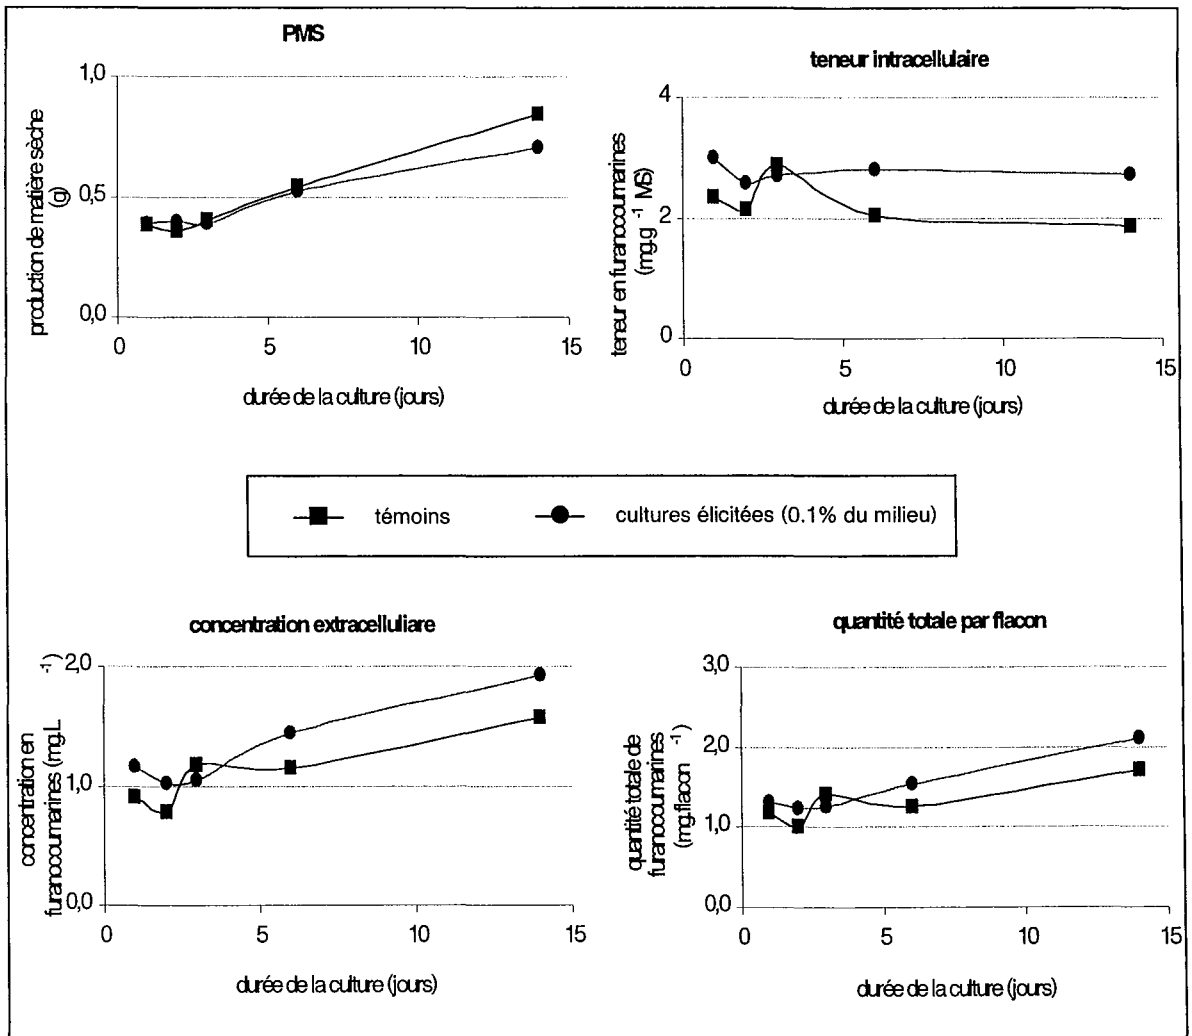 PMS
production de matière sèche
(g)
1,0
0,5
0,0
0
5
10
15
durée de la culture (jours)
teneur intracellulaire
teneur en furanocoumarines
(mg.g -1 MS)
4
2
0
0
5
10
15
durée de la culture (jours)
témoins
cultures élicitées (0.1% du milieu)
concentration extracelluliare
concentration en
furanocoumarines (mg.L
-1)
2,0
1,0
0,0
0
5
10
15
durée de la culture (jours)
quantité totale par flacon
quantité totale de
furanocoumarines
(mg.flacon -1)
3,0
2,0
1,0
0,0
0
5
10
15
durée de la culture (jours)